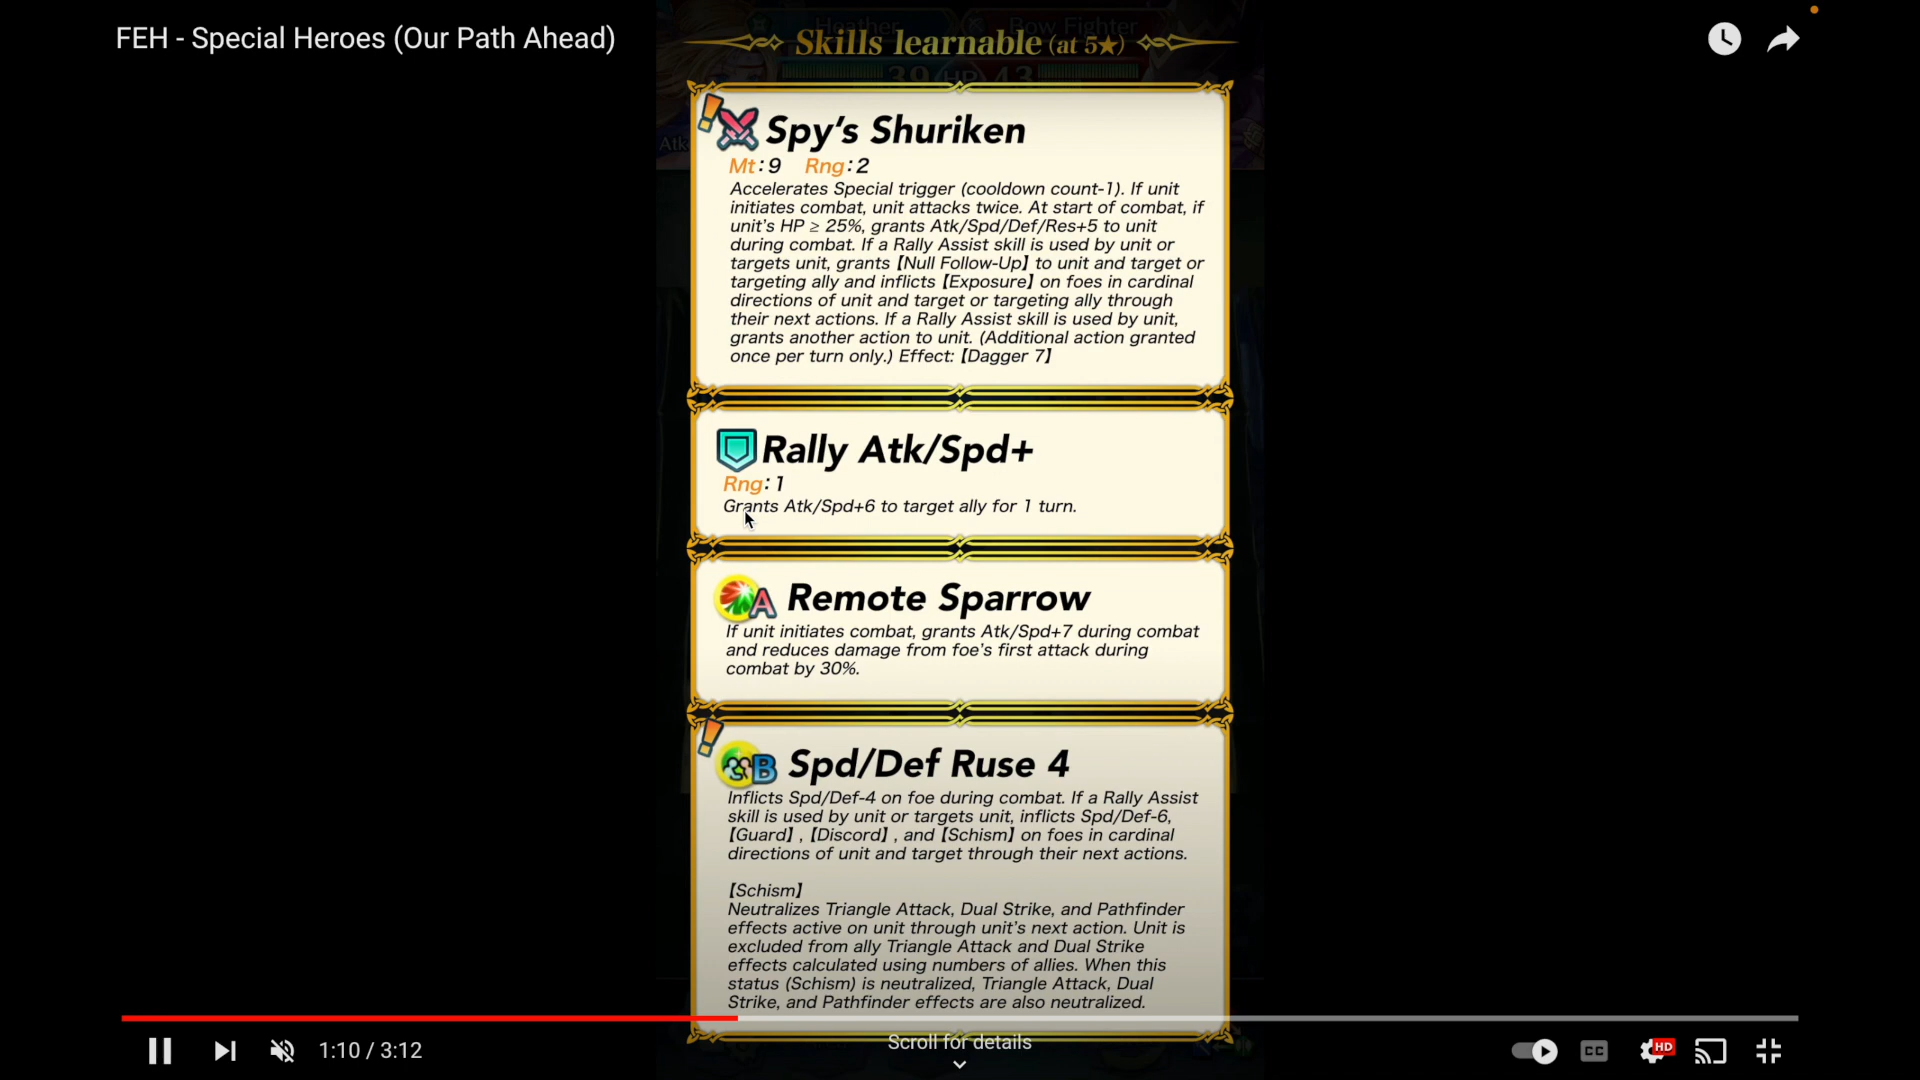 FEH - Special Heroes (Our Path Ahead)
Heather Bow Fighter
Skills learnable (at 5★)
39 HP 43
Atk
Spy's Shuriken
Mt:9 Rng:2
Accelerates Special trigger (cooldown count-1). If unit
initiates combat, unit attacks twice. At start of combat, if
unit's HP ≥ 25%, grants Atk/Spd/Def/Res+5 to unit
during combat. If a Rally Assist skill is used by unit or
targets unit, grants【Null Follow-Up】to unit and target or
targeting ally and inflicts【Exposure】on foes in cardinal
directions of unit and target or targeting ally through
their next actions. If a Rally Assist skill is used by unit,
grants another action to unit. (Additional action granted
once per turn only.) Effect:【Dagger 7】
Rally Atk/Spd+
Rng:1
Grants Atk/Spd+6 to target ally for 1 turn.
A Remote Sparrow
If unit initiates combat, grants Atk/Spd+7 during combat
and reduces damage from foe's first attack during
combat by 30%.
B Spd/Def Ruse 4
Inflicts Spd/Def-4 on foe during combat. If a Rally Assist
skill is used by unit or targets unit, inflicts Spd/Def-6,
【Guard】,【Discord】, and【Schism】on foes in cardinal
directions of unit and target through their next actions.
【Schism】
Neutralizes Triangle Attack, Dual Strike, and Pathfinder
effects active on unit through unit's next action. Unit is
excluded from ally Triangle Attack and Dual Strike
effects calculated using numbers of allies. When this
status (Schism) is neutralized, Triangle Attack, Dual
Strike, and Pathfinder effects are also neutralized.
Scroll for details
1:10 / 3:12
CC
HD